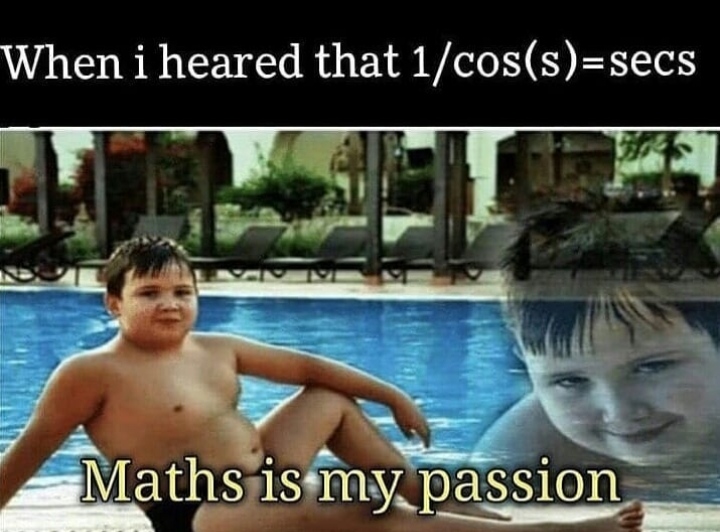 When i heared that 1/cos(s)=secs
Maths is my passion